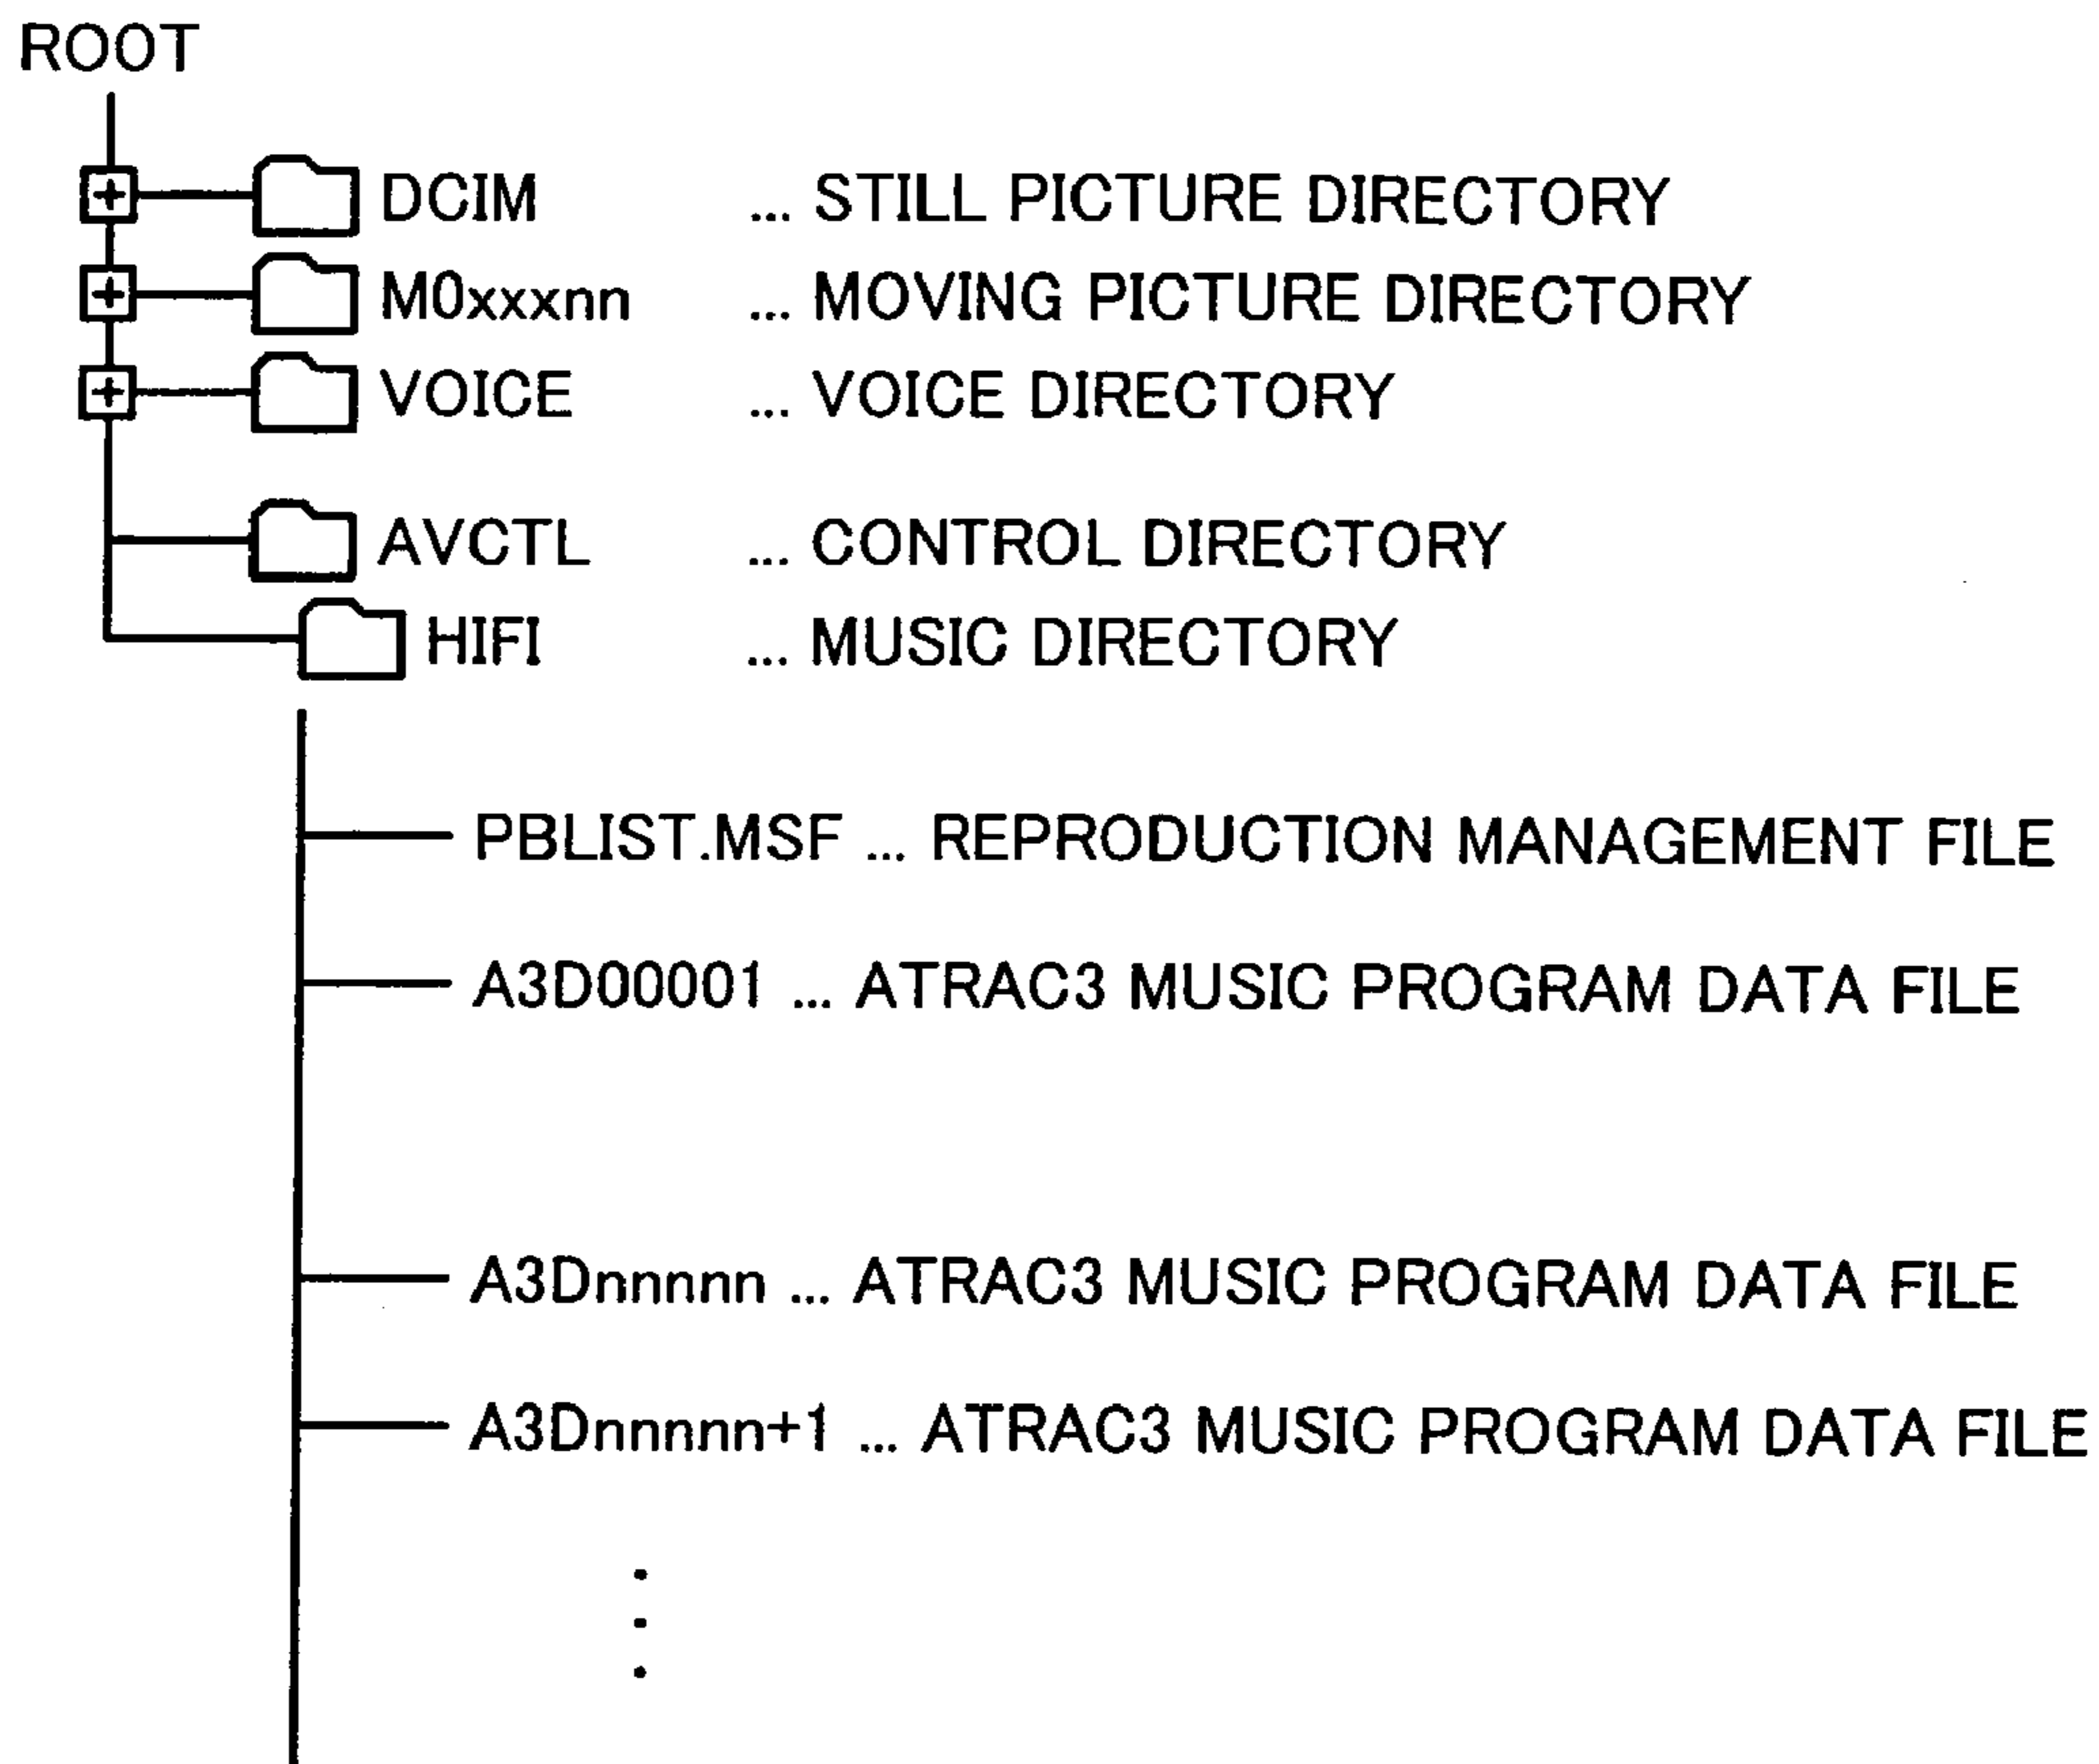 ROOT
DCIM ... STILL PICTURE DIRECTORY
M0xxxnn ... MOVING PICTURE DIRECTORY
VOICE ... VOICE DIRECTORY
AVCTL ... CONTROL DIRECTORY
HIFI ... MUSIC DIRECTORY
PBLIST.MSF ... REPRODUCTION MANAGEMENT FILE
A3D00001 ... ATRAC3 MUSIC PROGRAM DATA FILE
A3Dnnnnn ... ATRAC3 MUSIC PROGRAM DATA FILE
A3Dnnnnn+1 ... ATRAC3 MUSIC PROGRAM DATA FILE